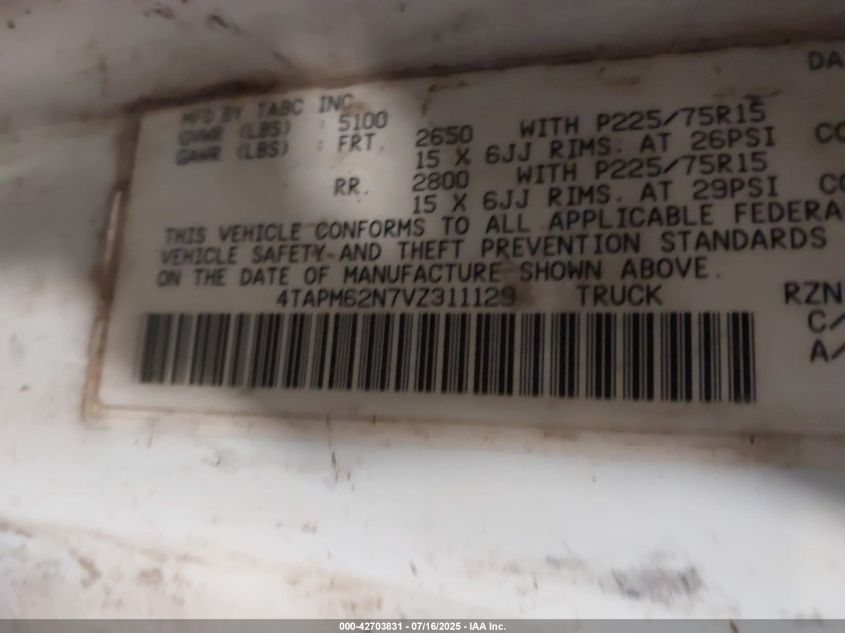 DA
MFD BY TABC INC
GVWR (LBS) : 5100
GAWR (LBS) : FRT. 2650 WITH P225/75R15
15 X 6JJ RIMS. AT 26PSI CO
RR. 2800 WITH P225/75R15
15 X 6JJ RIMS. AT 29PSI CO
THIS VEHICLE CONFORMS TO ALL APPLICABLE FEDERA
VEHICLE SAFETY AND THEFT PREVENTION STANDARDS
ON THE DATE OF MANUFACTURE SHOWN ABOVE.
4TAPM62N7VZ311129 TRUCK RZN
C/
A/
000-42703831 - 07/16/2025 - IAA Inc.